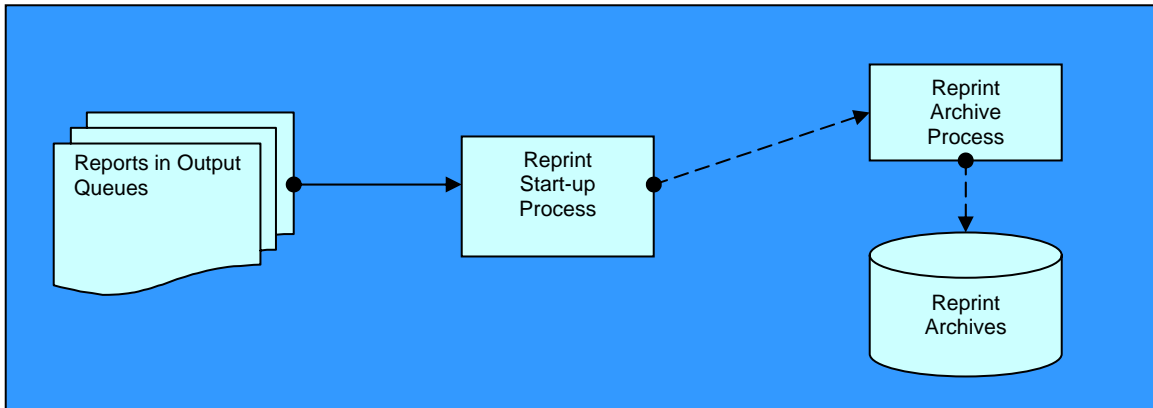 Reports in Output
Queues
Reprint
Start-up
Process
Reprint
Archive
Process
Reprint
Archives